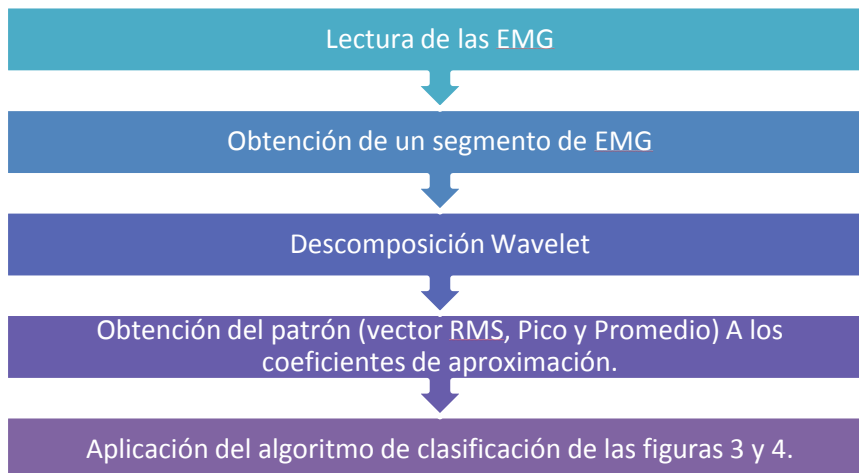 Lectura de las EMG
Obtención de un segmento de EMG
Descomposición Wavelet
Obtención del patrón (vector RMS, Pico y Promedio) A los
coeficientes de aproximación.
Aplicación del algoritmo de clasificación de las figuras 3 y 4.